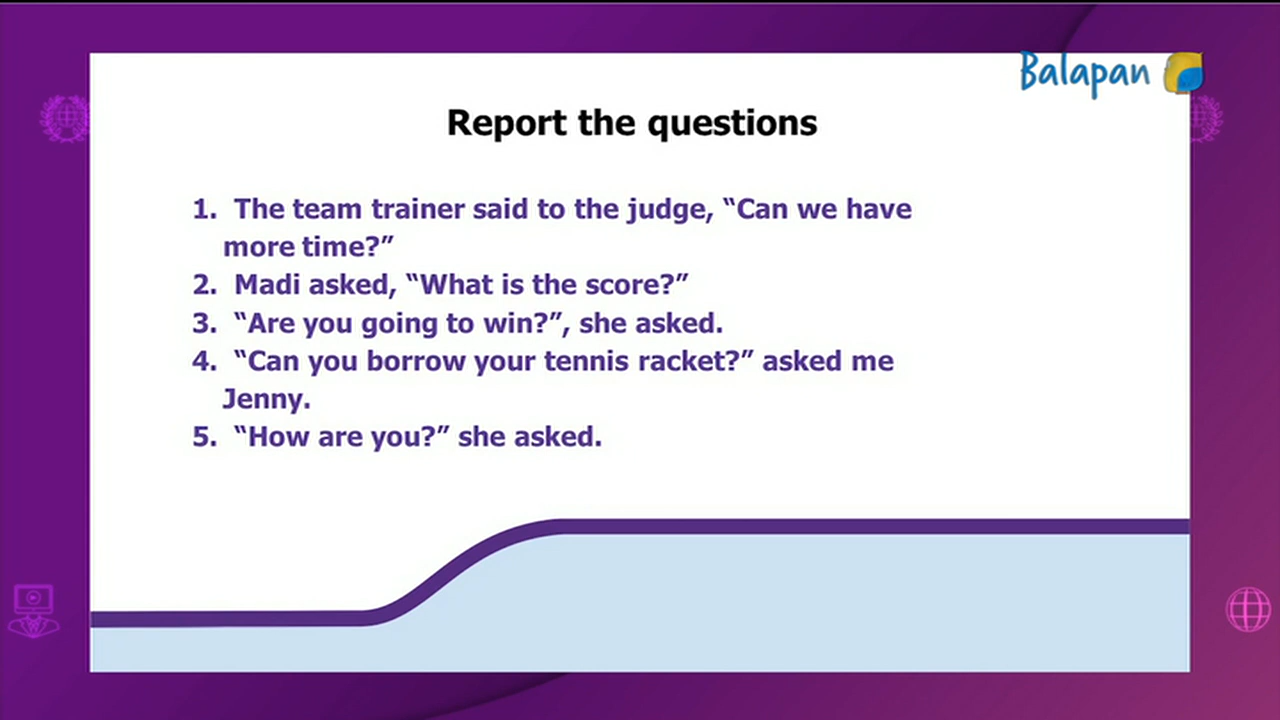 Balapan
Report the questions
1. The team trainer said to the judge, “Can we have
more time?”
2. Madi asked, “What is the score?”
3. “Are you going to win?”, she asked.
4. “Can you borrow your tennis racket?” asked me
Jenny.
5. “How are you?” she asked.